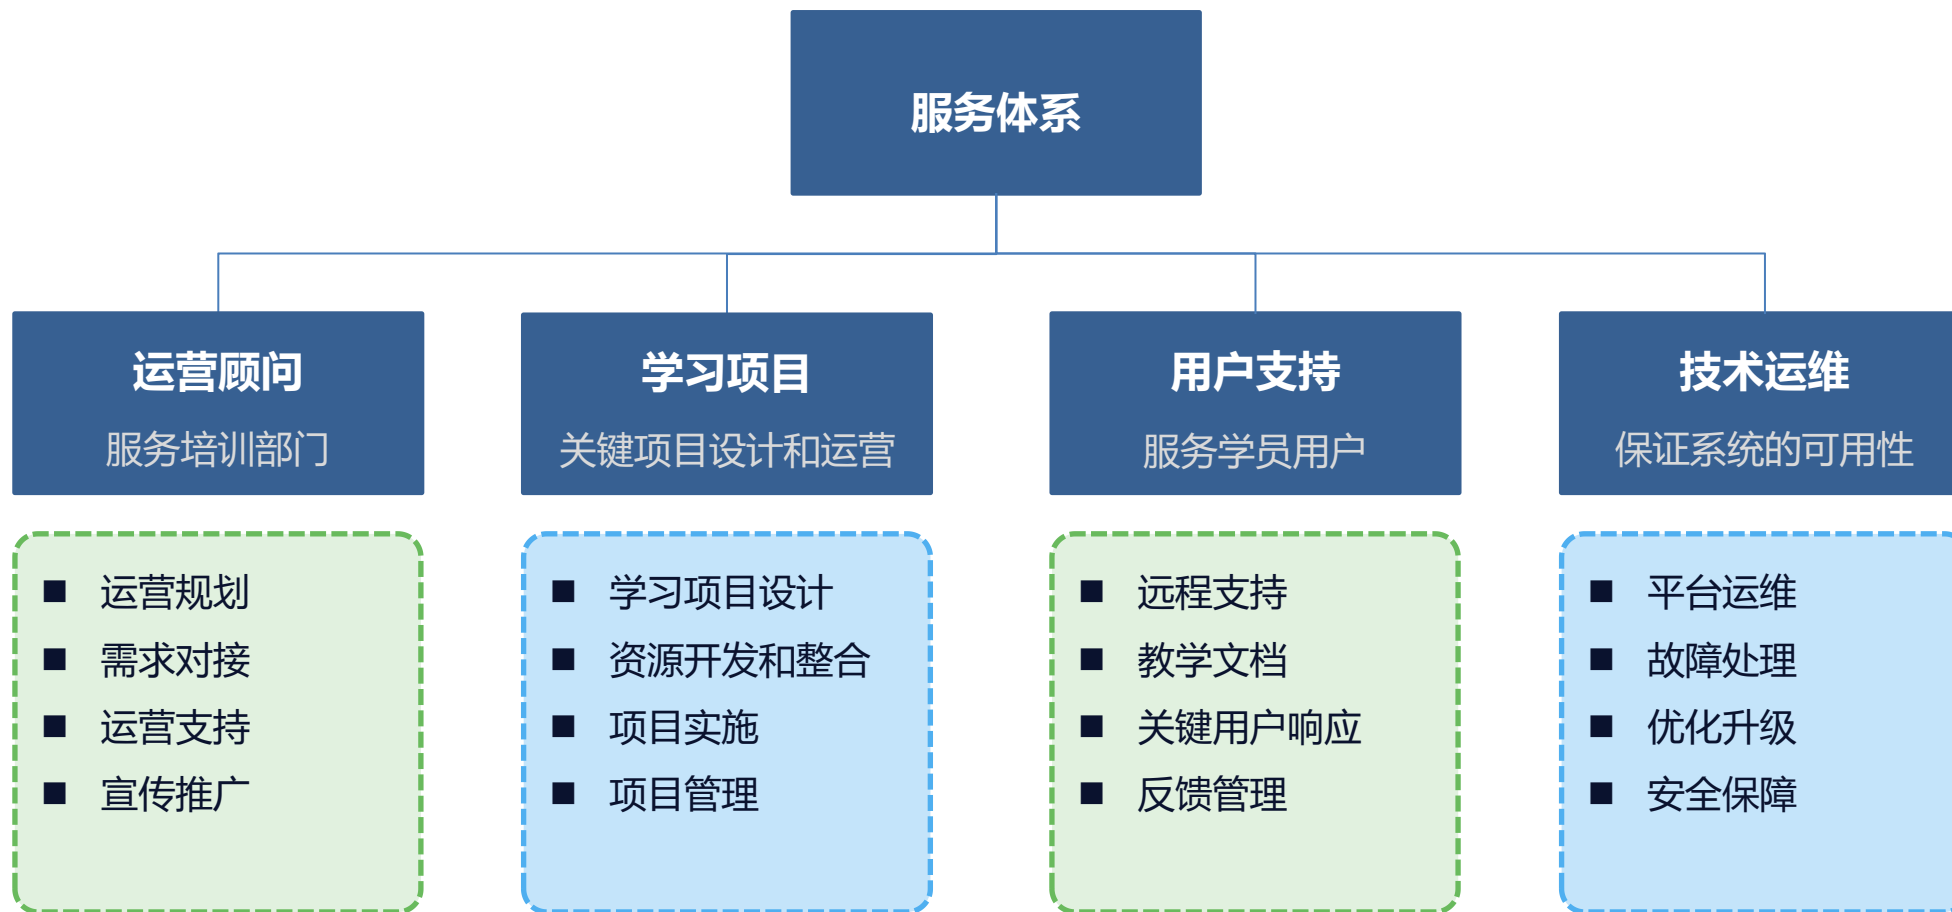 服务体系
运营顾问
服务培训部门
学习项目
关键项目设计和运营
用户支持
服务学员用户
技术运维
保证系统的可用性
■ 运营规划
■ 需求对接
■ 运营支持
■ 宣传推广
■ 学习项目设计
■ 资源开发和整合
■ 项目实施
■ 项目管理
■ 远程支持
■ 教学文档
■ 关键用户响应
■ 反馈管理
■ 平台运维
■ 故障处理
■ 优化升级
■ 安全保障